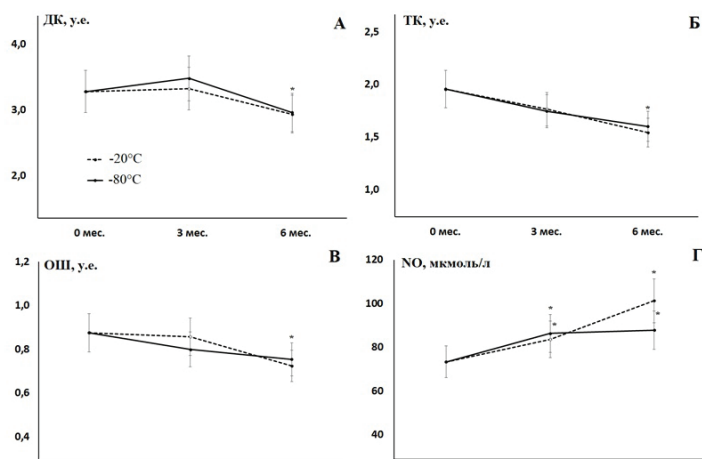 ДК, у.е.
А
4,0
3,0
2,0
*
-20°C
-80°C
0 мес.
3 мес.
6 мес.
ТК, у.е.
Б
2,5
2,0
1,5
1,0
*
0 мес.
3 мес.
6 мес.
ОШ, у.е.
В
1,2
1,0
0,8
0,6
0,4
*
NO, мкмоль/л
Г
120
100
80
60
40
*
*
*
*